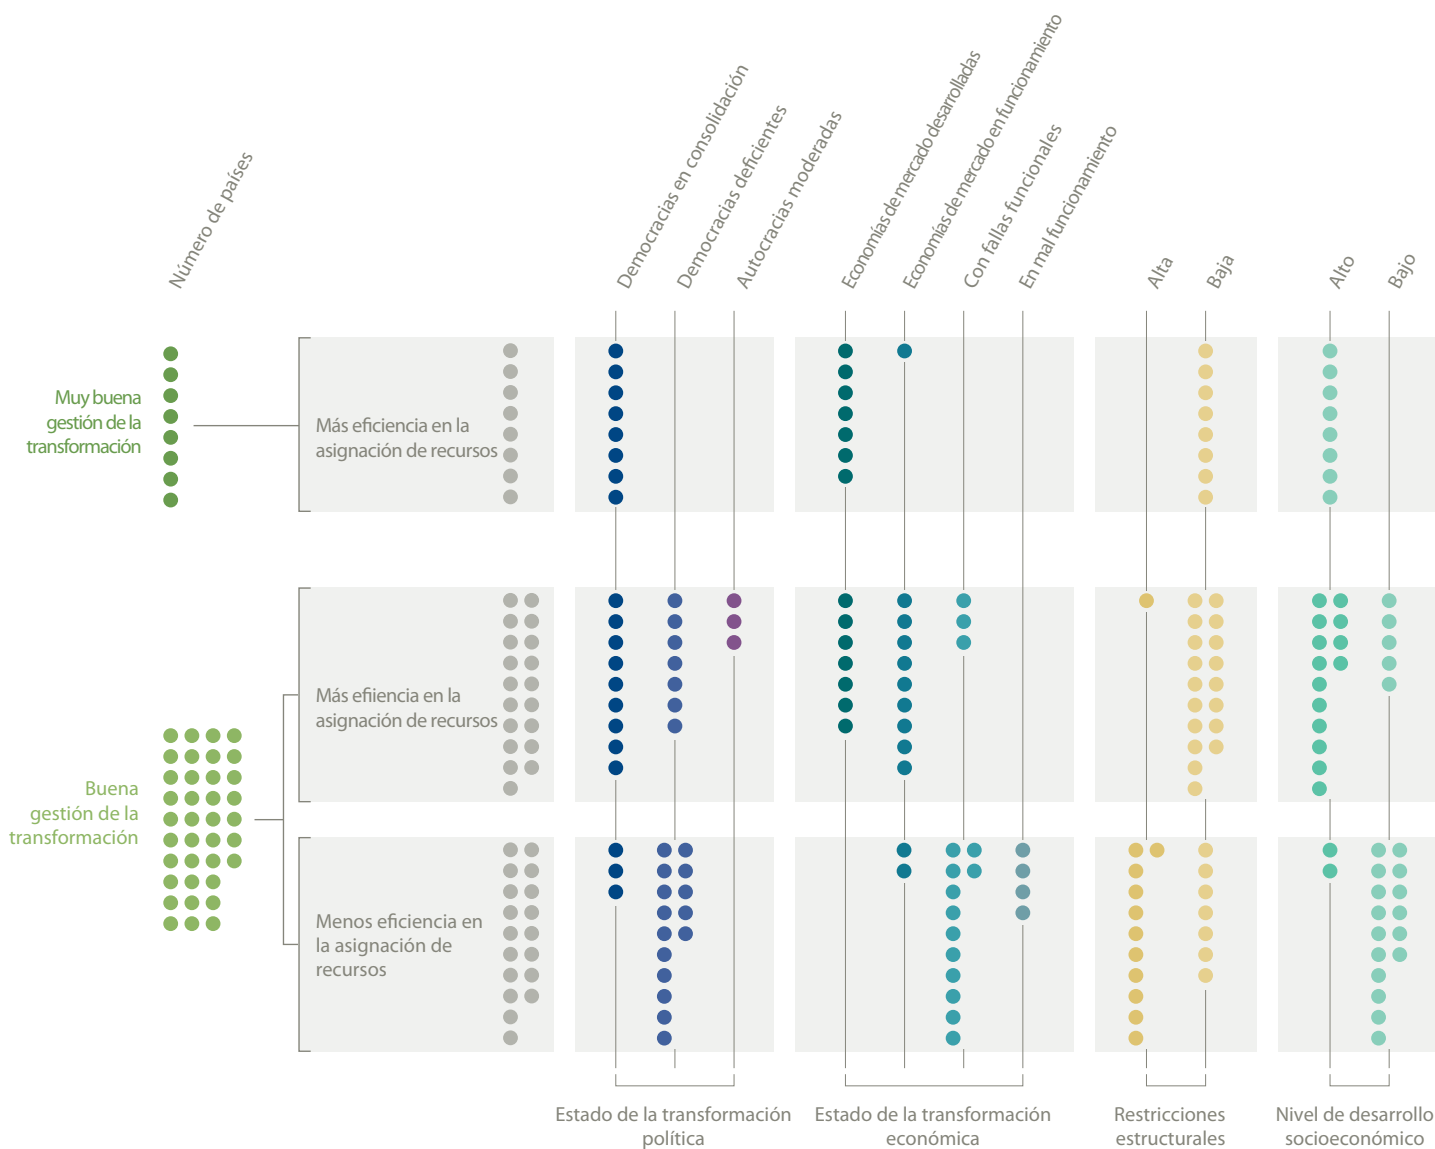 Número de países
Democracias en consolidación
Democracias deficientes
Autocracias moderadas
Economías de mercado desarrolladas
Economías de mercado en funcionamiento
Con fallas funcionales
En mal funcionamiento
Alta
Baja
Alto
Bajo
Muy buena
gestión de la
transformación
Más eficiencia en la
asignación de recursos
Más efiiencia en la
asignación de recursos
Buena
gestión de la
transformación
Menos eficiencia en
la asignación de
recursos
Estado de la transformación
política
Estado de la transformación
económica
Restricciones
estructurales
Nivel de desarrollo
socioeconómico